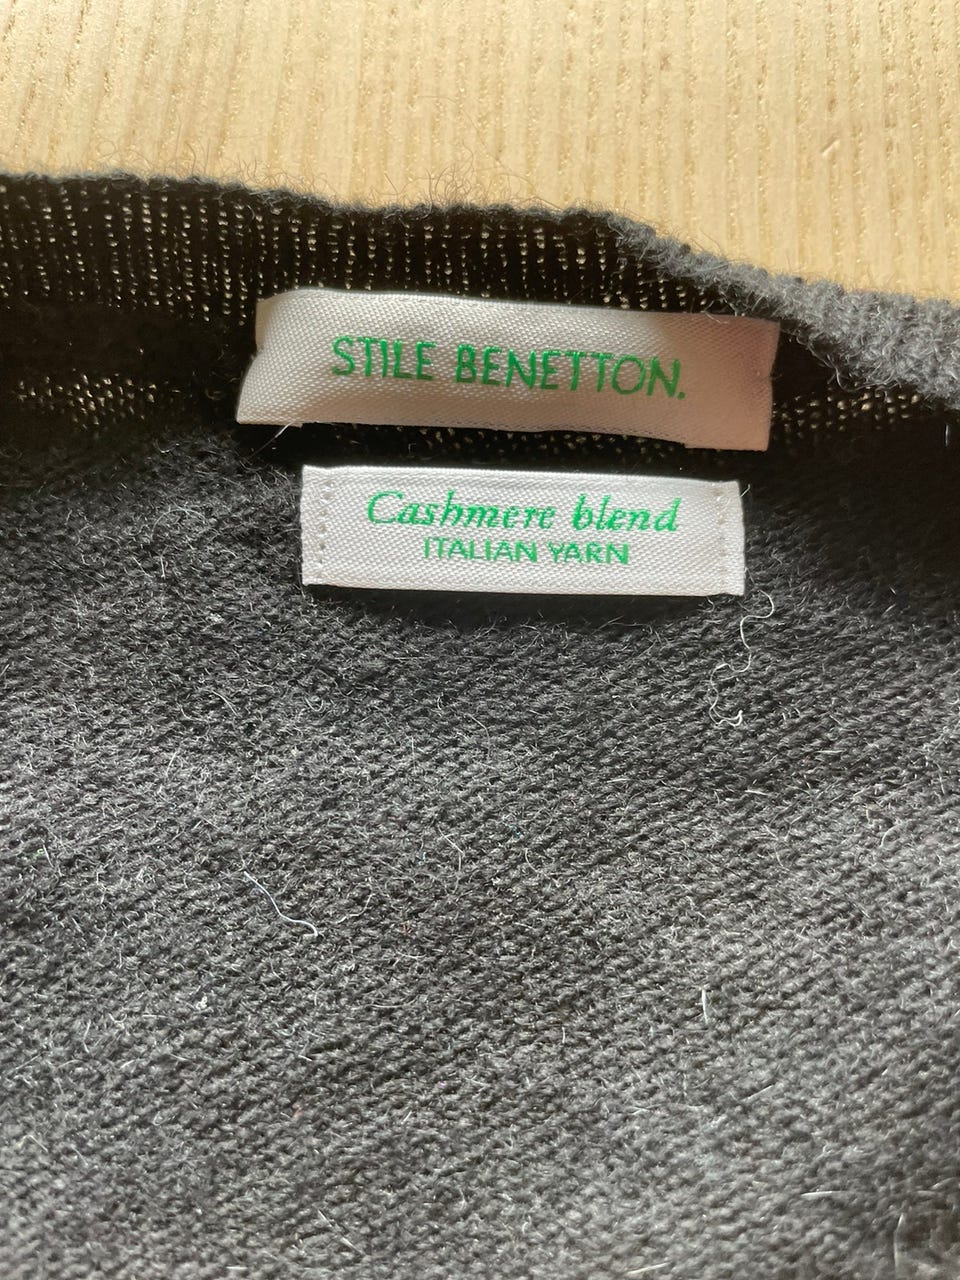 STILE BENETTON.
Cashmere blend
ITALIAN YARN